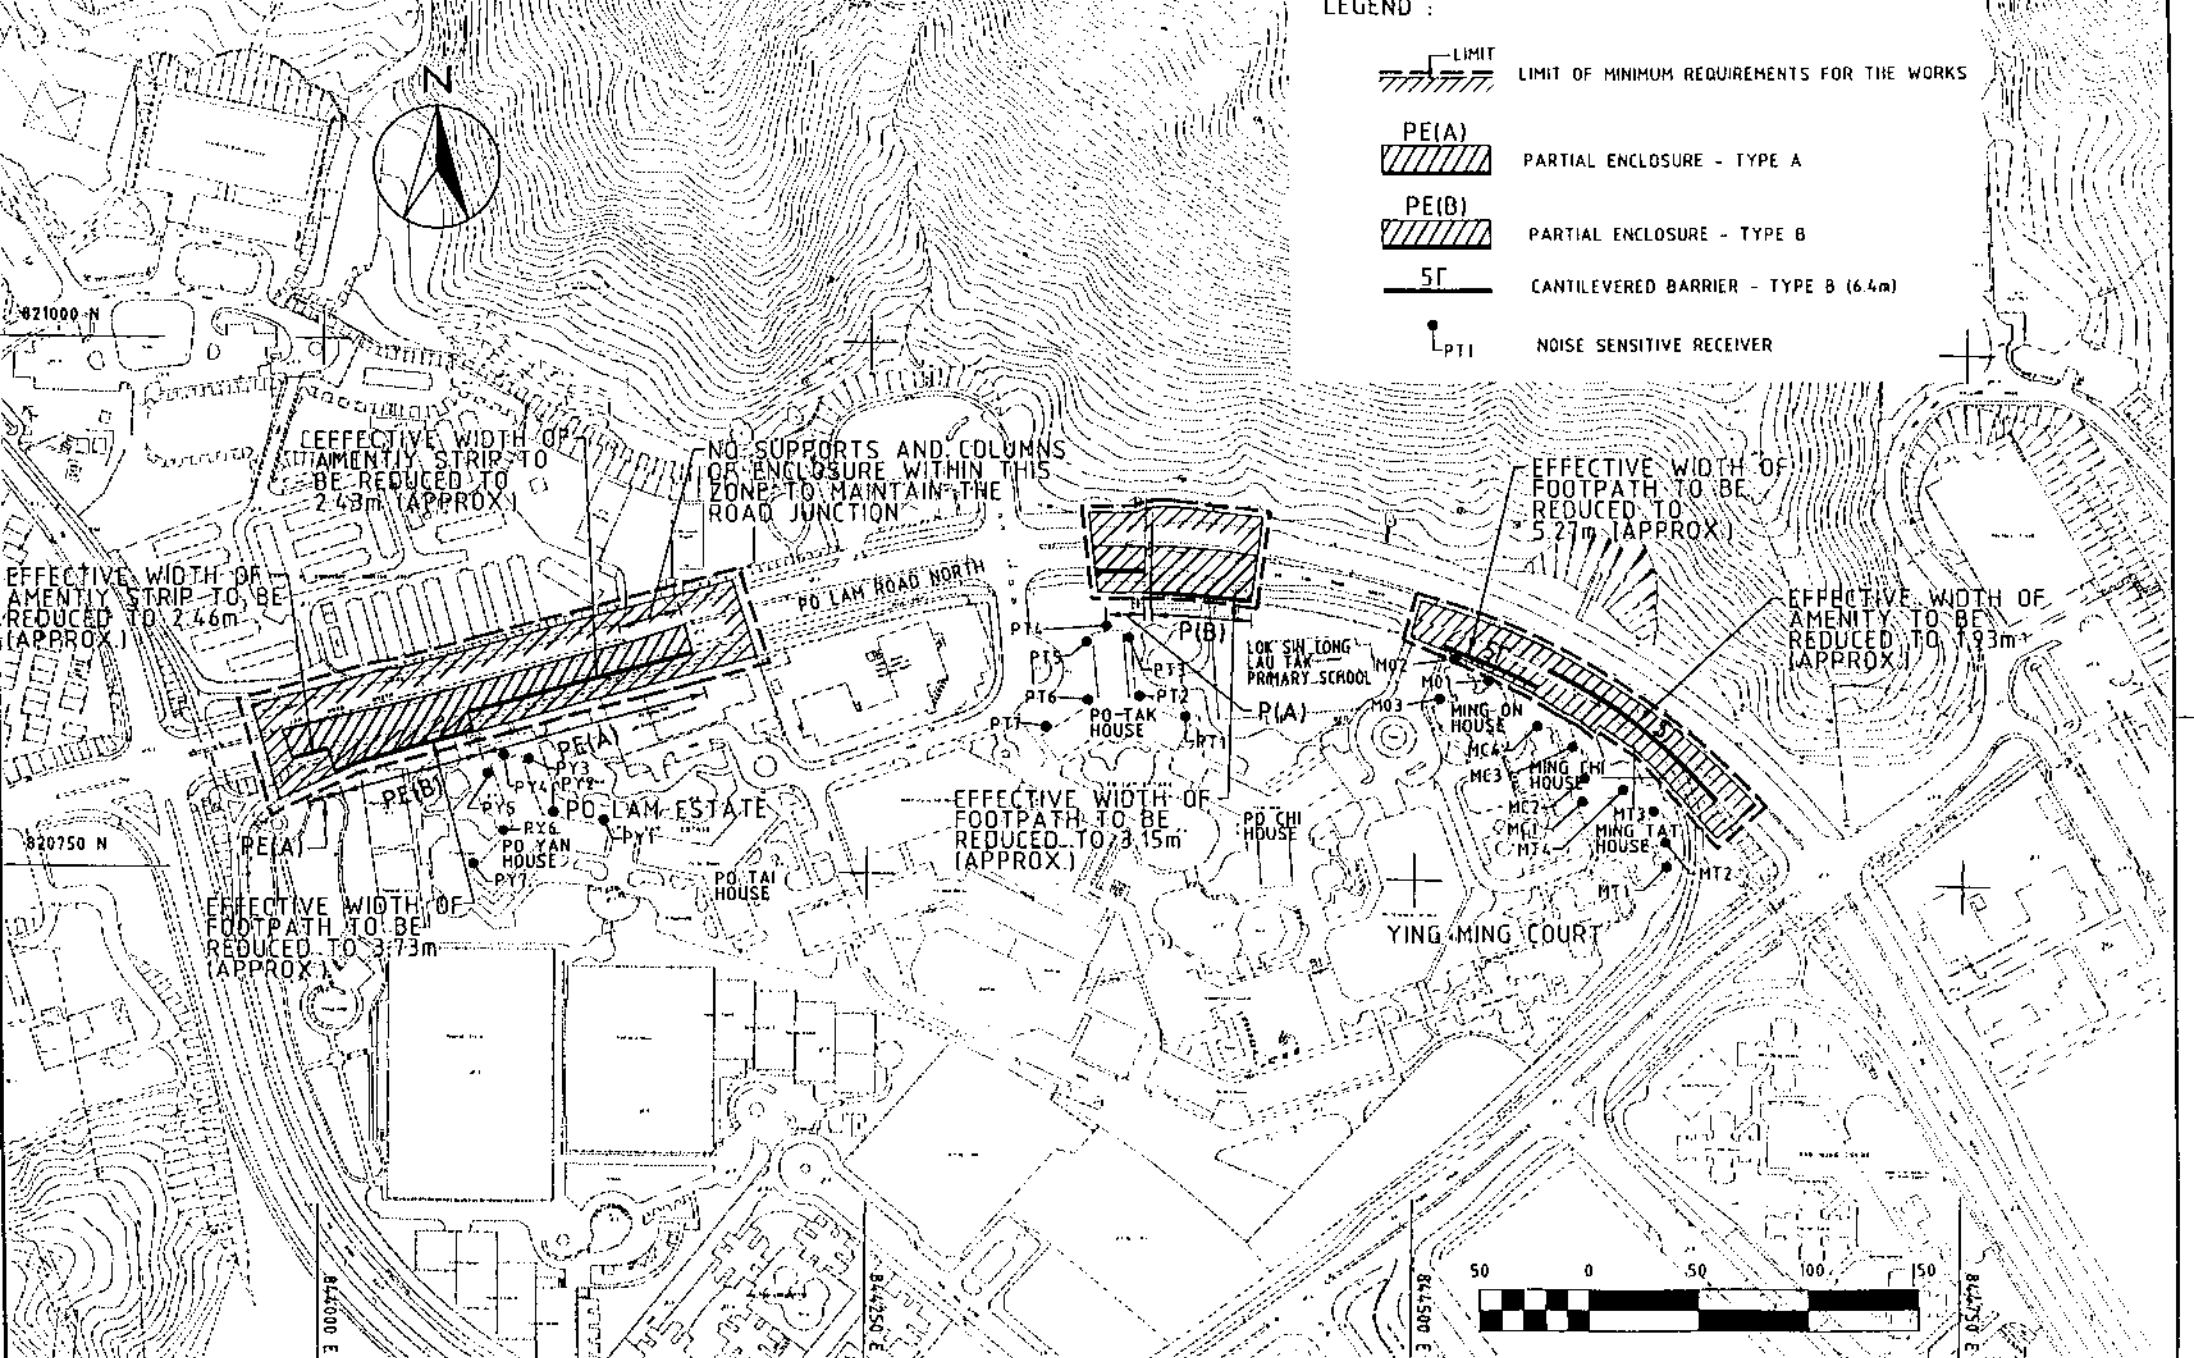 LEGEND :
LIMIT
LIMIT OF MINIMUM REQUIREMENTS FOR THE WORKS
PE(A)
PARTIAL ENCLOSURE - TYPE A
PE(B)
PARTIAL ENCLOSURE - TYPE B
5Γ
CANTILEVERED BARRIER - TYPE B (6.4m)
PT1
NOISE SENSITIVE RECEIVER
N
821000 N
CEFFECTIVE WIDTH OF
AMENTIY STRIP TO
BE REDUCED TO
2.43m (APPROX.)
NO SUPPORTS AND COLUMNS
OF ENCLOSURE WITHIN THIS
ZONE TO MAINTAIN THE
ROAD JUNCTION
EFFECTIVE WIDTH OF
FOOTPATH TO BE
REDUCED TO
5.27m (APPROX.)
EFFECTIVE WIDTH OF
AMENTIY STRIP TO BE
REDUCED TO 2.46m
(APPROX.)
EFFECTIVE WIDTH OF
AMENITY TO BE
REDUCED TO 1.93m
(APPROX.)
PO LAM ROAD NORTH
PT4
PT5
PT6
PT7
PT3
PT2
PT1
P(B)
P(A)
PO TAK
HOUSE
LOK SIN TONG
LAU TAK
PRIMARY SCHOOL
M02
M01
M03
MING ON
HOUSE
5Γ
5
MC4
MC3
MC2
MC1
MING CHI
HOUSE
MT3
MT4
MING TAT
HOUSE
MT2
MT1
PE(A)
PE(B)
PE(A)
PY3
PY4
PY2
PY5
PY6
PY1
PY7
PO LAM ESTATE
PO YAN
HOUSE
PO TAI
HOUSE
820750 N
EFFECTIVE WIDTH OF
FOOTPATH TO BE
REDUCED TO 3.15m
(APPROX.)
PO CHI
HOUSE
EFFECTIVE WIDTH OF
FOOTPATH TO BE
REDUCED TO 3.73m
(APPROX.)
YING MING COURT
844000 E
844250 E
844500 E
844750 E
50 0 50 100 150